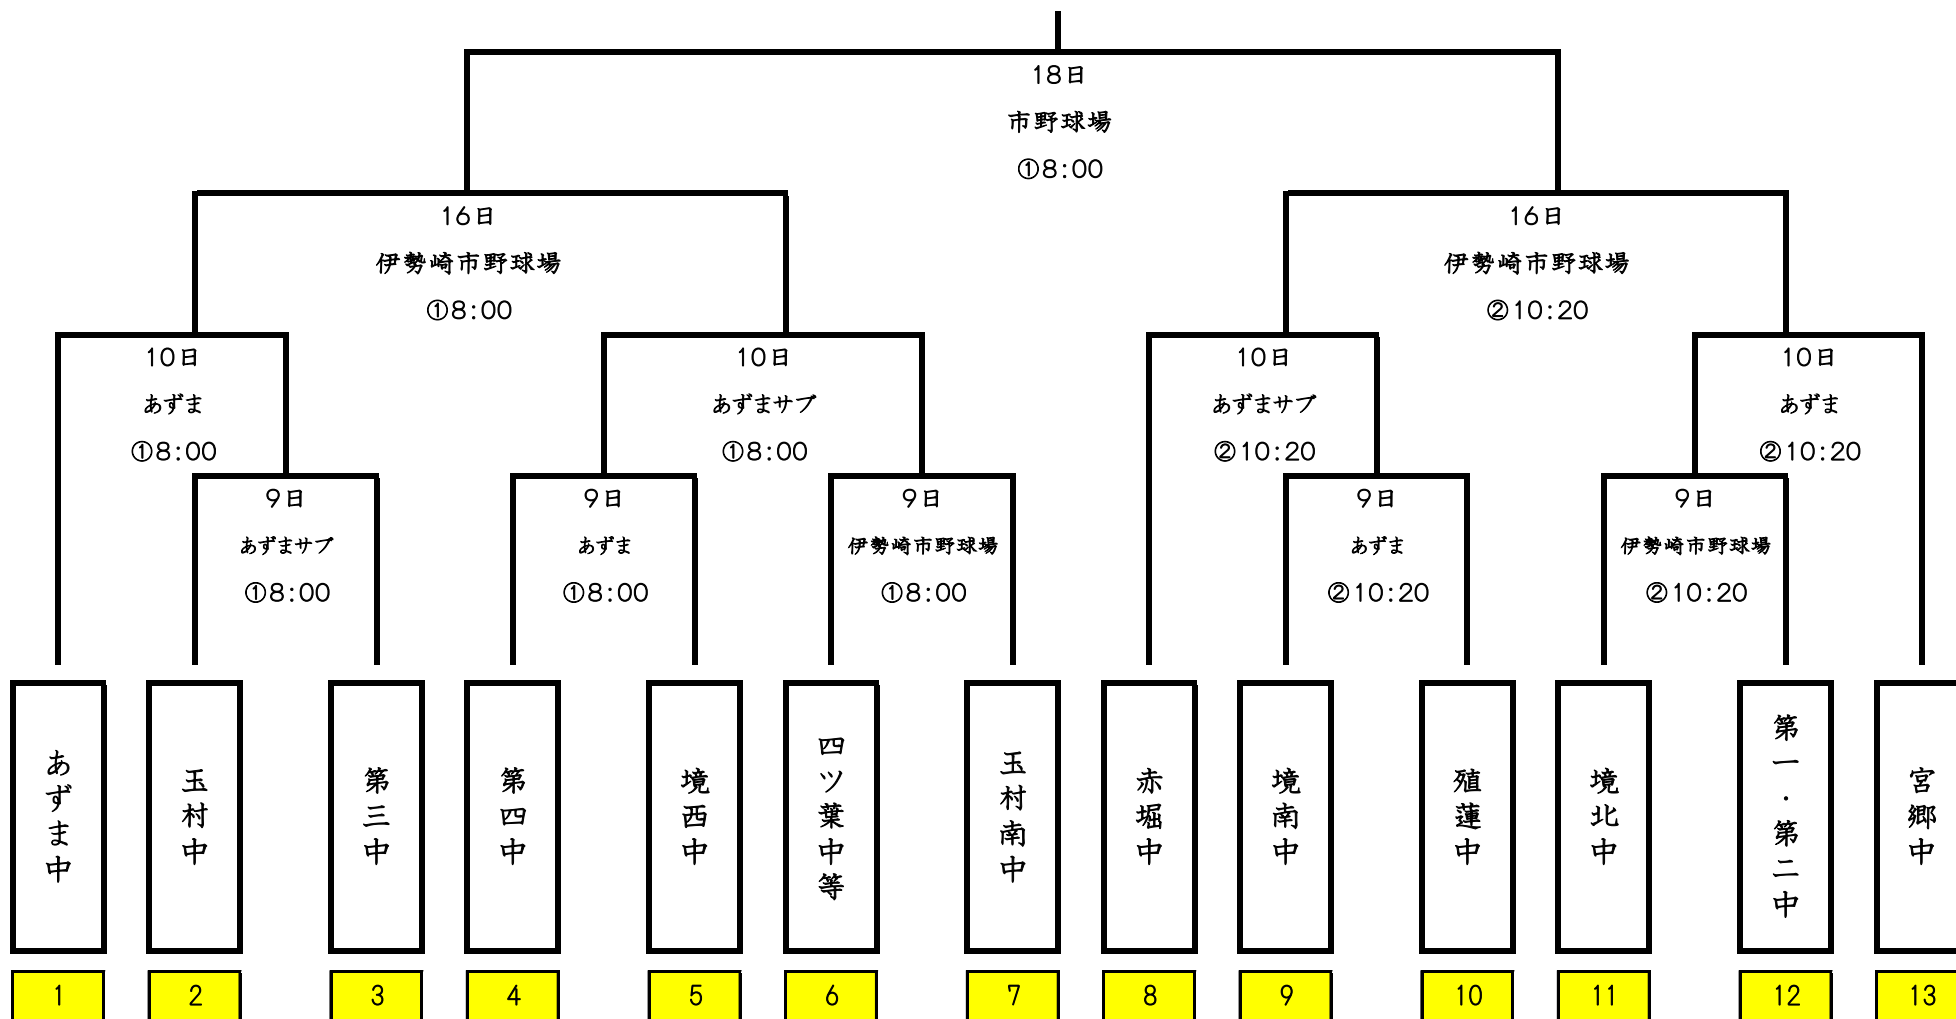 18日
市野球場
①8:00
16日
伊勢崎市野球場
①8:00
16日
伊勢崎市野球場
②10:20
10日
あずま
①8:00
10日
あずまサブ
①8:00
10日
あずまサブ
②10:20
10日
あずま
②10:20
9日
あずまサブ
①8:00
9日
あずま
①8:00
9日
伊勢崎市野球場
①8:00
9日
あずま
②10:20
9日
伊勢崎市野球場
②10:20
あずま中
玉村中
第三中
第四中
境西中
四ツ葉中等
玉村南中
赤堀中
境南中
殖蓮中
境北中
第一・第二中
宮郷中
1
2
3
4
5
6
7
8
9
10
11
12
13